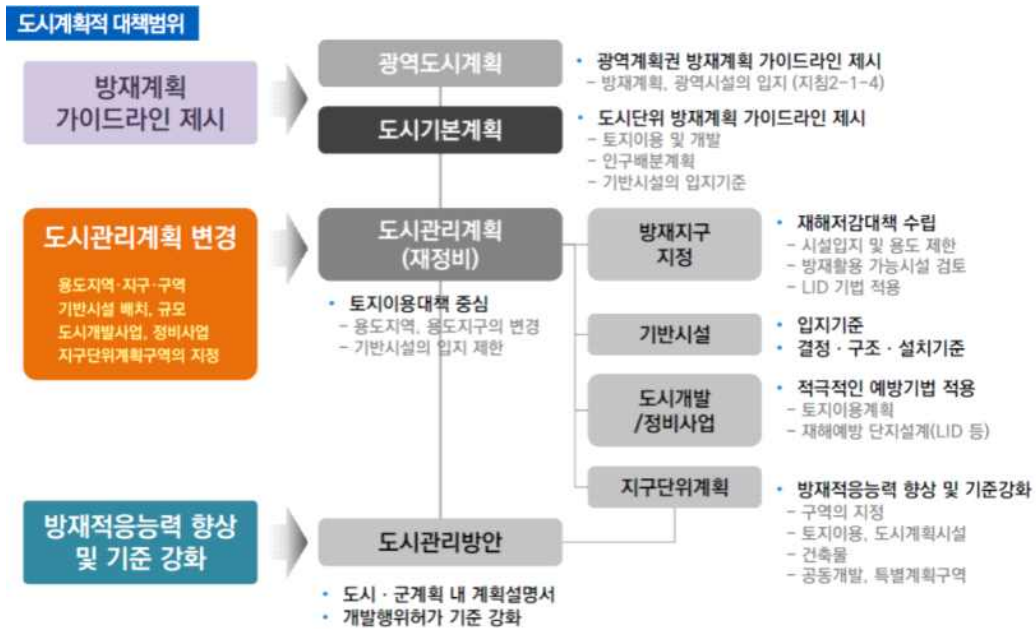 도시계획적 대책범위
방재계획
가이드라인 제시
광역도시계획
• 광역계획권 방재계획 가이드라인 제시
– 방재계획, 광역시설의 입지 (지침2-1-4)
도시기본계획
• 도시단위 방재계획 가이드라인 제시
– 토지이용 및 개발
– 인구배분계획
– 기반시설의 입지기준
도시관리계획 변경
용도지역·지구·구역
기반시설 배치, 규모
도시개발사업, 정비사업
지구단위계획구역의 지정
도시관리계획
(재정비)
• 토지이용대책 중심
– 용도지역, 용도지구의 변경
– 기반시설의 입지 제한
방재지구
지정
• 재해저감대책 수립
– 시설입지 및 용도 제한
– 방재활용 가능시설 검토
– LID 기법 적용
기반시설
• 입지기준
• 결정·구조·설치기준
도시개발
/정비사업
• 적극적인 예방기법 적용
– 토지이용계획
– 재해예방 단지설계(LID 등)
지구단위계획
• 방재적응능력 향상 및 기준강화
– 구역의 지정
– 토지이용, 도시계획시설
– 건축물
– 공동개발, 특별계획구역
방재적응능력 향상
및 기준 강화
도시관리방안
• 도시·군계획 내 계획설명서
• 개발행위허가 기준 강화